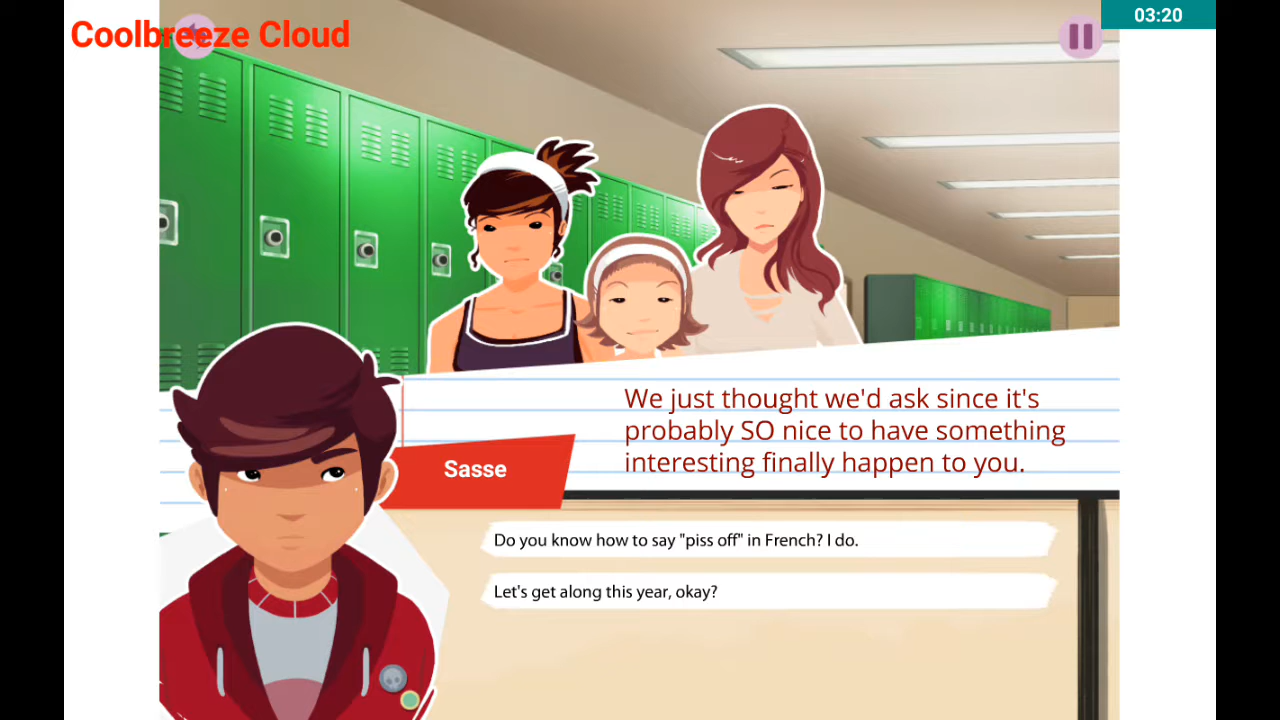 Coolbreeze Cloud
03:20
We just thought we'd ask since it's
probably SO nice to have something
interesting finally happen to you.
Sasse
Do you know how to say "piss off" in French? I do.
Let's get along this year, okay?